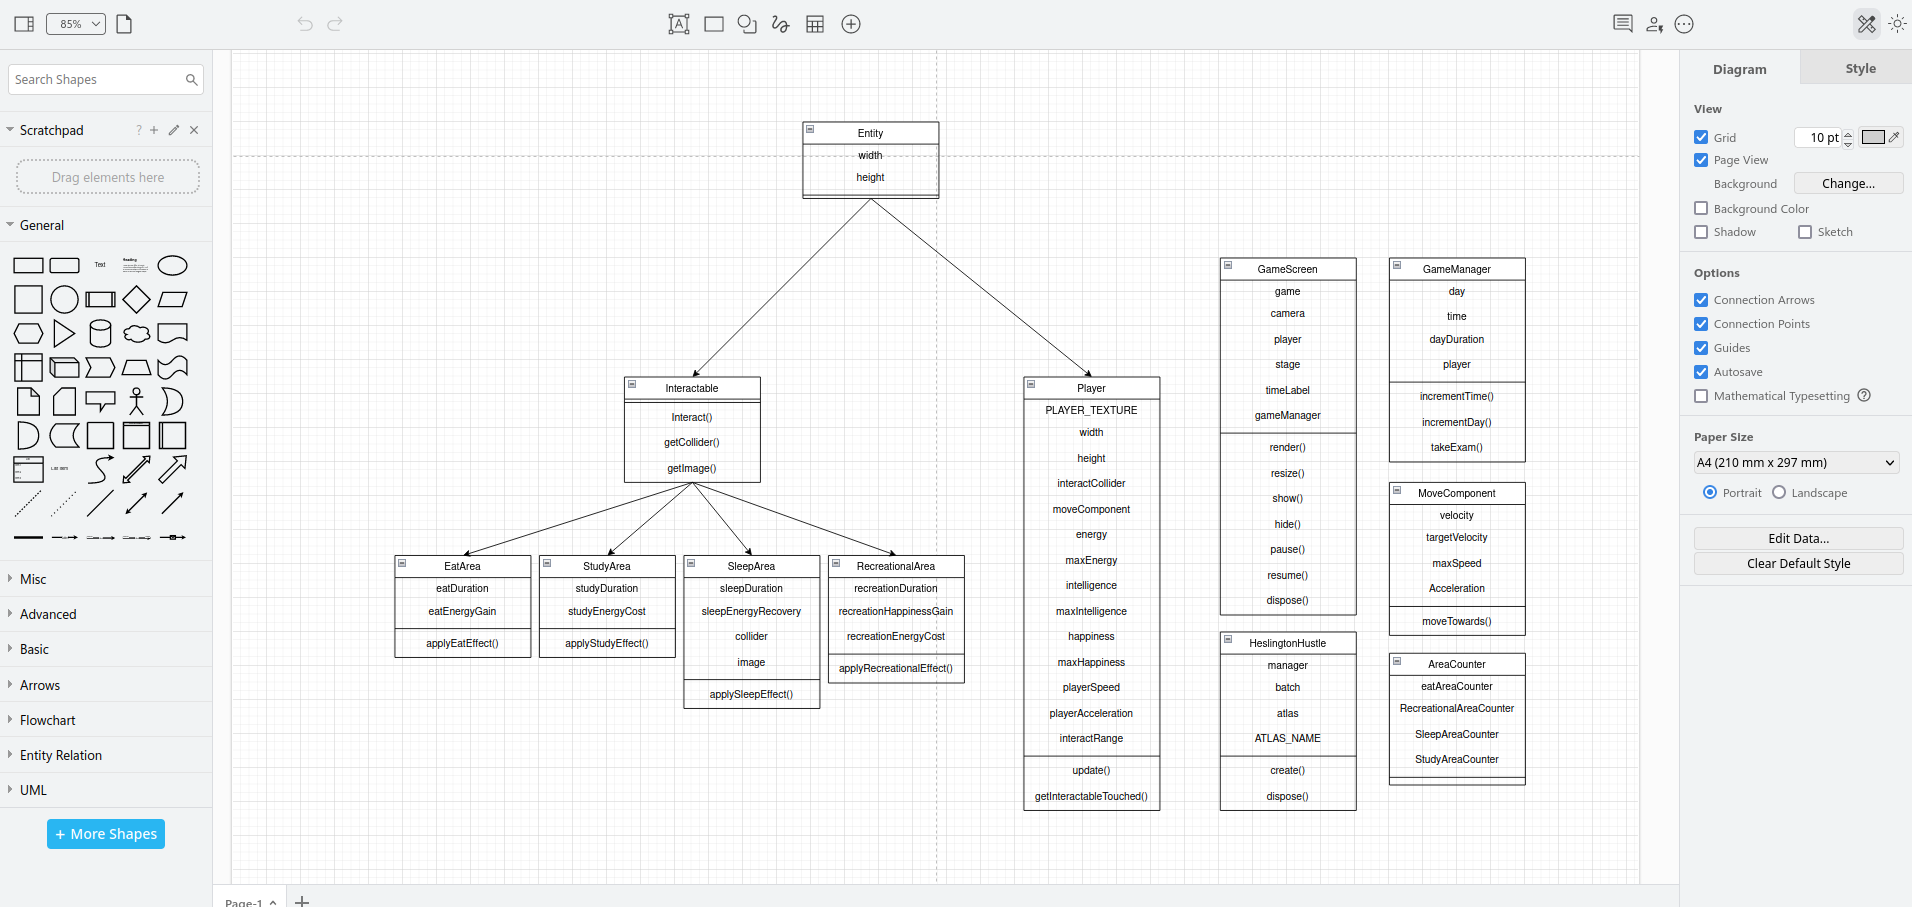 85%
Search Shapes
Scratchpad
?
Drag elements here
General
Text
Heading
List Item
Misc
Advanced
Basic
Arrows
Flowchart
Entity Relation
UML
+ More Shapes
Entity
width
height
Interactable
Interact()
getCollider()
getImage()
EatArea
eatDuration
eatEnergyGain
applyEatEffect()
StudyArea
studyDuration
studyEnergyCost
applyStudyEffect()
SleepArea
sleepDuration
sleepEnergyRecovery
collider
image
applySleepEffect()
RecreationalArea
recreationDuration
recreationHappinessGain
recreationEnergyCost
applyRecreationalEffect()
Player
PLAYER_TEXTURE
width
height
interactCollider
moveComponent
energy
maxEnergy
intelligence
maxIntelligence
happiness
maxHappiness
playerSpeed
playerAcceleration
interactRange
update()
getInteractableTouched()
GameScreen
game
camera
player
stage
timeLabel
gameManager
render()
resize()
show()
hide()
pause()
resume()
dispose()
HeslingtonHustle
manager
batch
atlas
ATLAS_NAME
create()
dispose()
GameManager
day
time
dayDuration
player
incrementTime()
incrementDay()
takeExam()
MoveComponent
velocity
targetVelocity
maxSpeed
Acceleration
moveTowards()
AreaCounter
eatAreaCounter
RecreationalAreaCounter
SleepAreaCounter
StudyAreaCounter
Page-1
Diagram
Style
View
Grid
10 pt
Page View
Background
Change...
Background Color
Shadow
Sketch
Options
Connection Arrows
Connection Points
Guides
Autosave
Mathematical Typesetting
Paper Size
A4 (210 mm x 297 mm)
Portrait
Landscape
Edit Data...
Clear Default Style